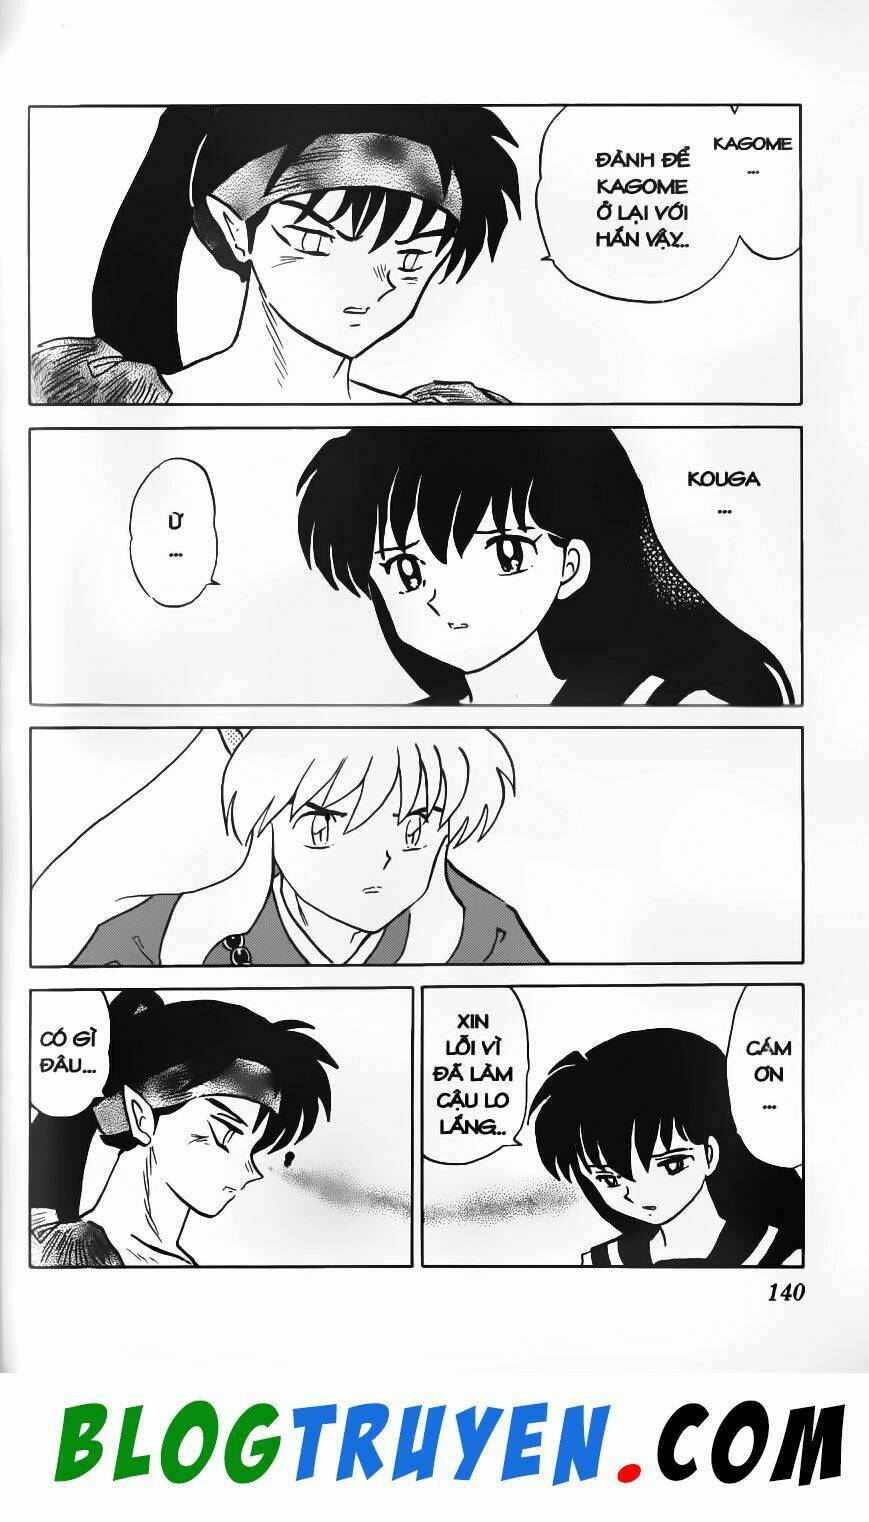 KAGOME
...
ĐÀNH ĐỂ
KAGOME
Ở LẠI VỚI
HẮN VẬY...
KOUGA
...
Ừ
...
CÁM
ƠN
...
XIN
LỖI VÌ
ĐÃ LÀM
CẬU LO
LẮNG...
CÓ GÌ
ĐÂU...
140
BLOGTRUYEN.COM